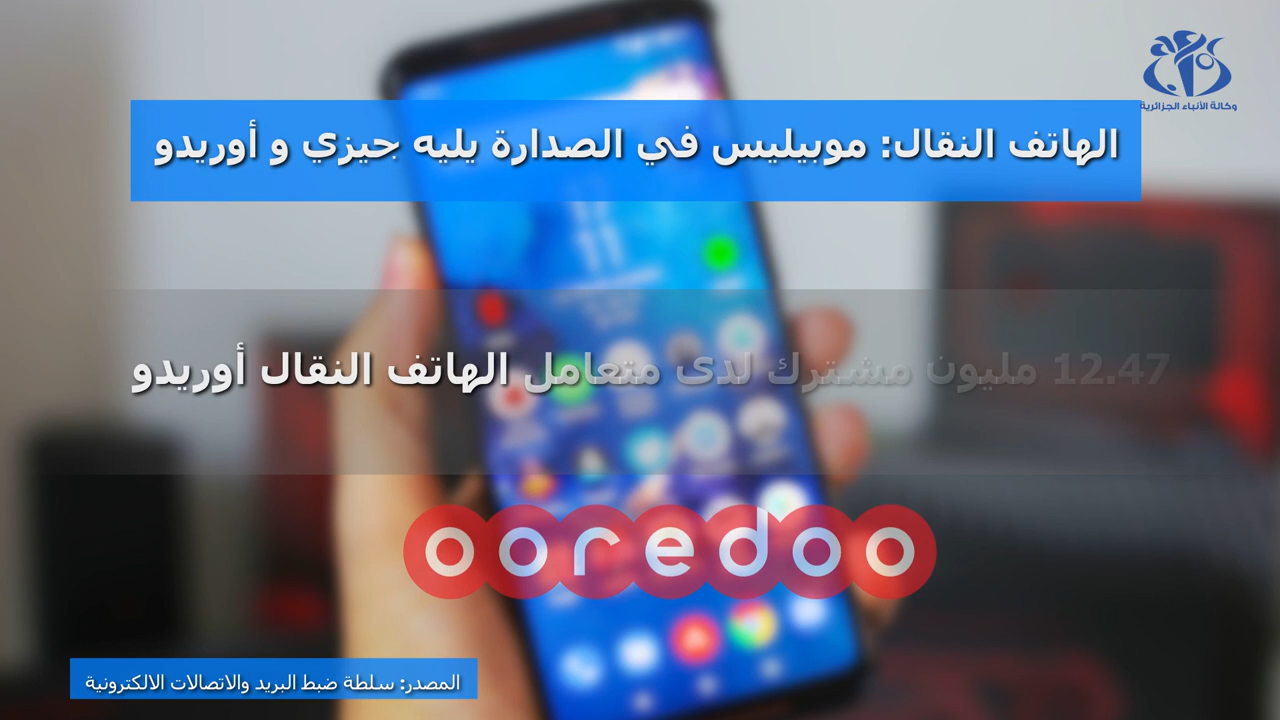 وكالة الأنباء الجزائرية
الهاتف النقال: موبيليس في الصدارة يليه جيزي و أوريدو
12.47 مليون مشترك لدى متعامل الهاتف النقال أوريدو
ooredoo
المصدر: سلطة ضبط البريد والاتصالات الالكترونية